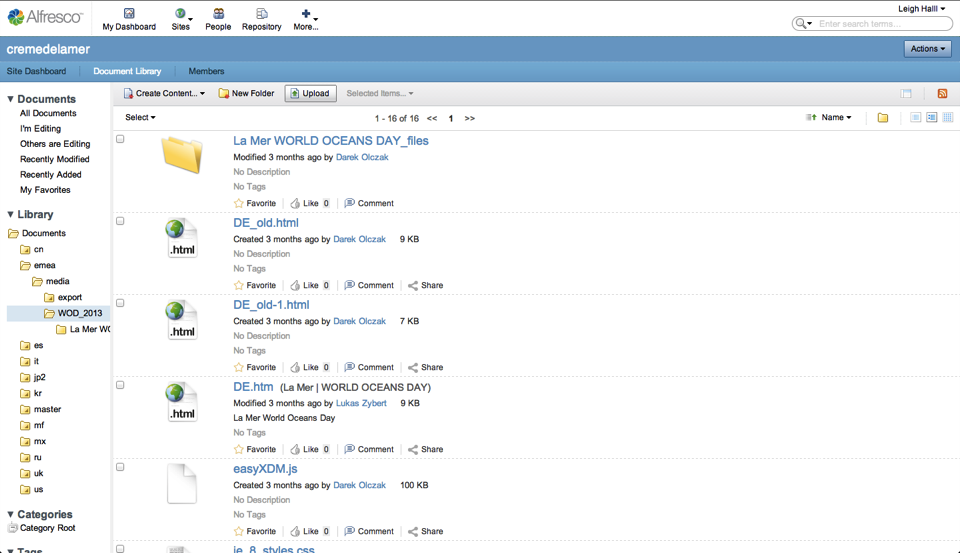 Alfresco™
My Dashboard
Sites
People
Repository
More...
Leigh Halll
Enter search terms...
cremedelamer
Actions
Site Dashboard
Document Library
Members
Documents
All Documents
I'm Editing
Others are Editing
Recently Modified
Recently Added
My Favorites
Library
Documents
cn
emea
media
export
WOD_2013
La Mer WO
es
it
jp2
kr
master
mf
mx
ru
uk
us
Categories
Category Root
Tags
Create Content...
New Folder
Upload
Selected Items...
Select
1 - 16 of 16 << 1 >>
Name
La Mer WORLD OCEANS DAY_files
Modified 3 months ago by Darek Olczak
No Description
No Tags
Favorite Like 0 Comment
.html
DE_old.html
Created 3 months ago by Darek Olczak 9 KB
No Description
No Tags
Favorite Like 0 Comment Share
.html
DE_old-1.html
Created 3 months ago by Darek Olczak 7 KB
No Description
No Tags
Favorite Like 0 Comment Share
.html
DE.htm (La Mer | WORLD OCEANS DAY)
Modified 3 months ago by Lukas Zybert 9 KB
La Mer World Oceans Day
No Tags
Favorite Like 0 Comment Share
easyXDM.js
Created 3 months ago by Darek Olczak 100 KB
No Description
No Tags
Favorite Like 0 Comment Share
ie_8_styles.css